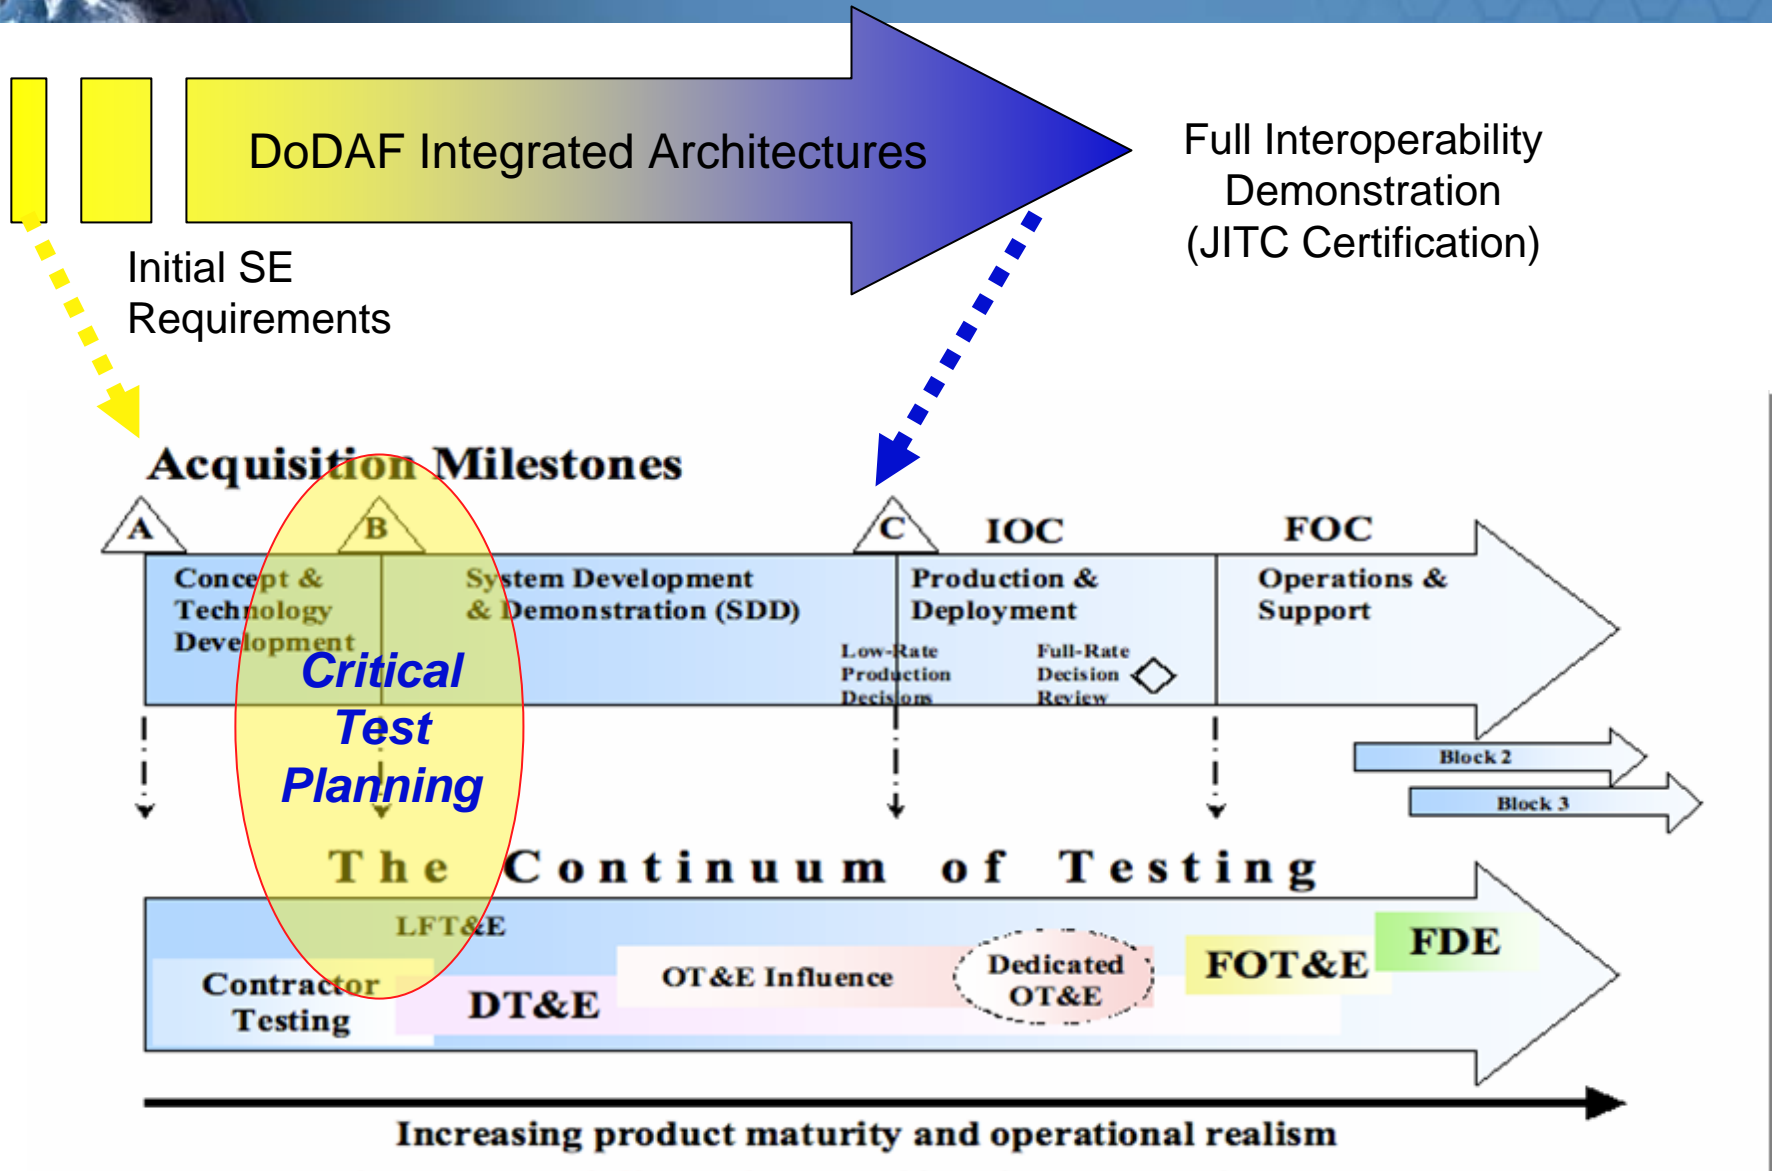 DoDAF Integrated Architectures
Full Interoperability
Demonstration
(JITC Certification)
Initial SE
Requirements
Acquisition Milestones
A
B
C
IOC
FOC
Concept &
Technology
Development
System Development
& Demonstration (SDD)
Production &
Deployment
Operations &
Support
Low-Rate
Production
Decisions
Full-Rate
Decision
Review
Critical
Test
Planning
Block 2
Block 3
The Continuum of Testing
LFT&E
Contractor
Testing
DT&E
OT&E Influence
Dedicated
OT&E
FOT&E
FDE
Increasing product maturity and operational realism